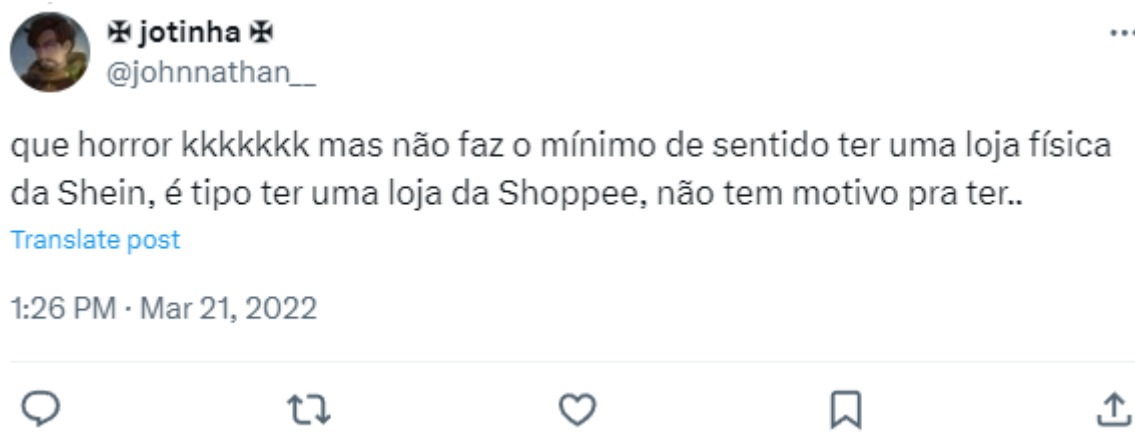 ✠ jotinha ✠
@johnnathan__
que horror kkkkkkk mas não faz o mínimo de sentido ter uma loja física
da Shein, é tipo ter uma loja da Shoppee, não tem motivo pra ter..
Translate post
1:26 PM · Mar 21, 2022